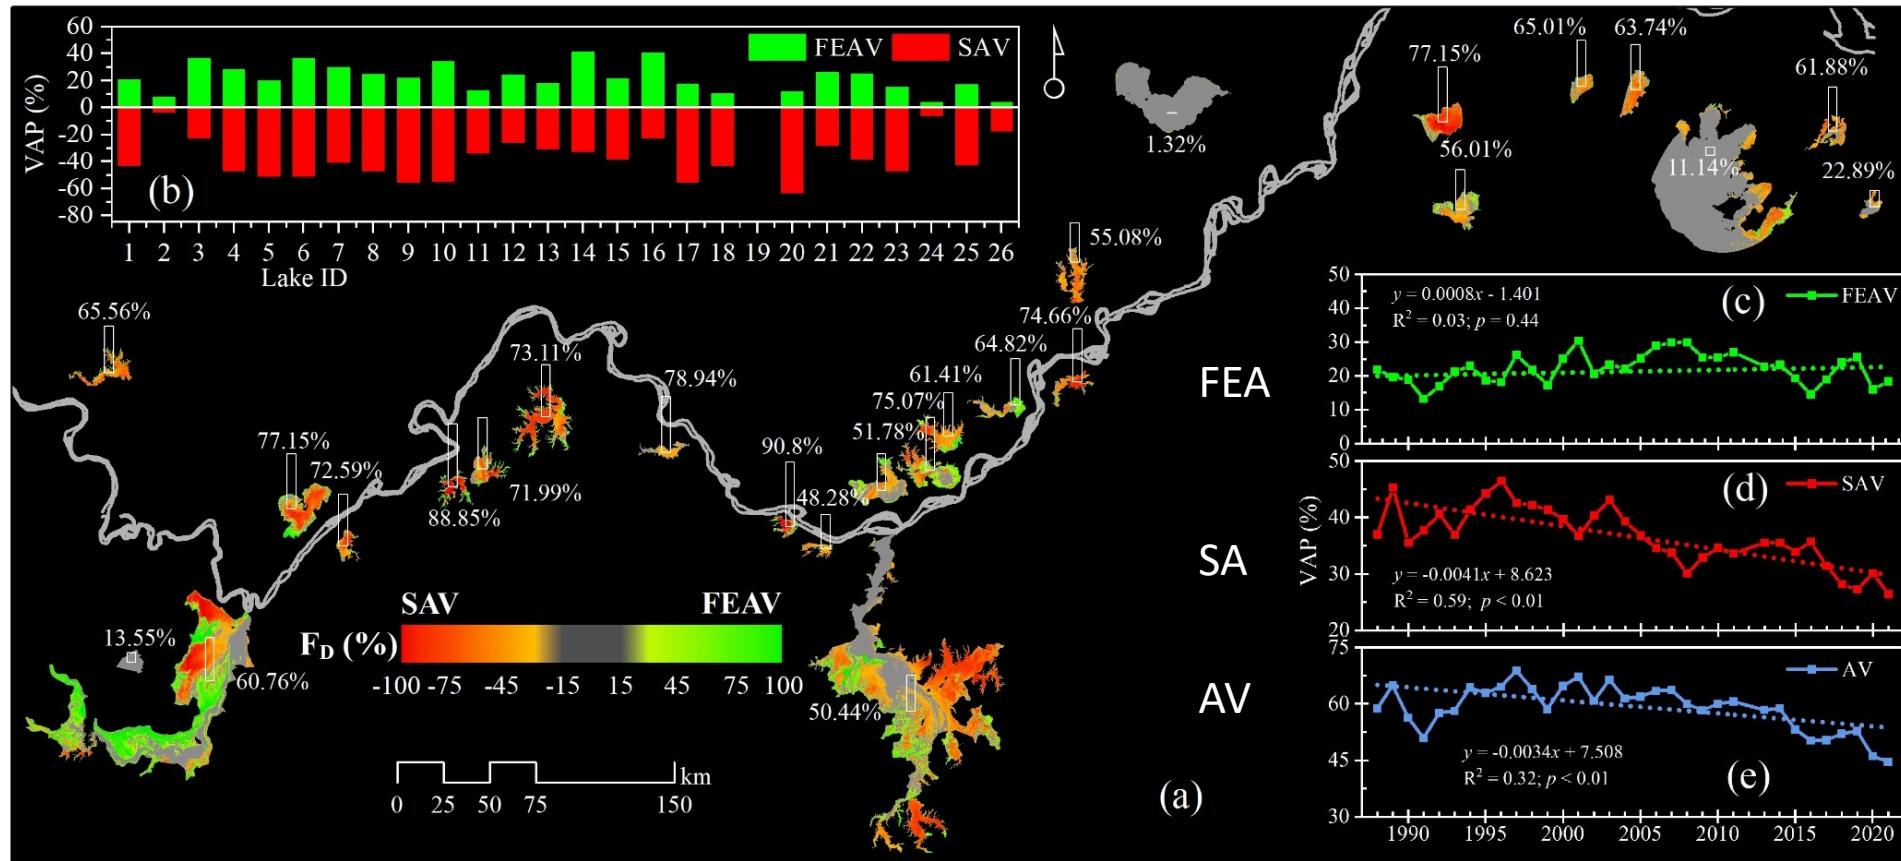 60
40
20
0
-20
-40
-60
-80
VAP (%)
FEAV
SAV
(b)
1 2 3 4 5 6 7 8 9 10 11 12 13 14 15 16 17 18 19 20 21 22 23 24 25 26
Lake ID
1.32%
65.01%
63.74%
77.15%
61.88%
56.01%
11.14%
22.89%
55.08%
74.66%
64.82%
61.41%
75.07%
51.78%
65.56%
73.11%
78.94%
77.15%
72.59%
71.99%
88.85%
90.8%
48.28%
13.55%
60.76%
50.44%
SAV
FEAV
F_D (%)
-100 -75 -45 -15 15 45 75 100
km
0 25 50 75 150
(a)
FEA
SA
AV
50
40
30
20
10
0
y = 0.0008x - 1.401
R² = 0.03; p = 0.44
(c)
FEAV
VAP (%)
50
40
30
20
(d)
SAV
y = -0.0041x + 8.623
R² = 0.59; p < 0.01
75
60
45
30
AV
y = -0.0034x + 7.508
R² = 0.32; p < 0.01
(e)
1990 1995 2000 2005 2010 2015 2020